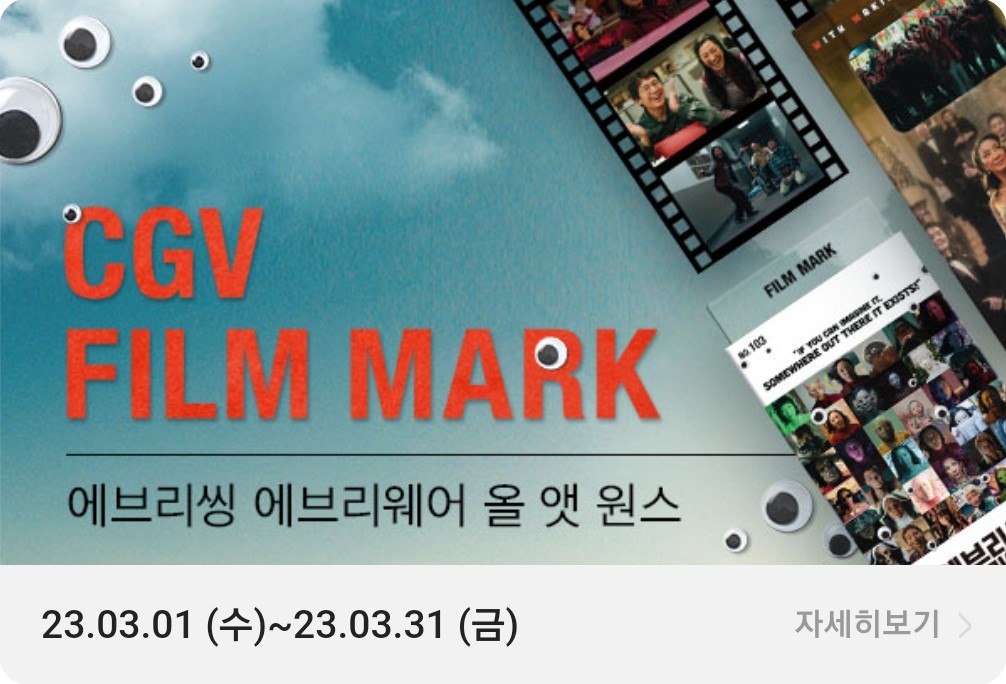 CGV
FILM MARK
에브리씽 에브리웨어 올 앳 원스
WITH
FILM MARK
NO.103
"IF YOU CAN IMAGINE IT,
SOMEWHERE OUT THERE IT EXISTS!"
23.03.01 (수)~23.03.31 (금)
자세히보기